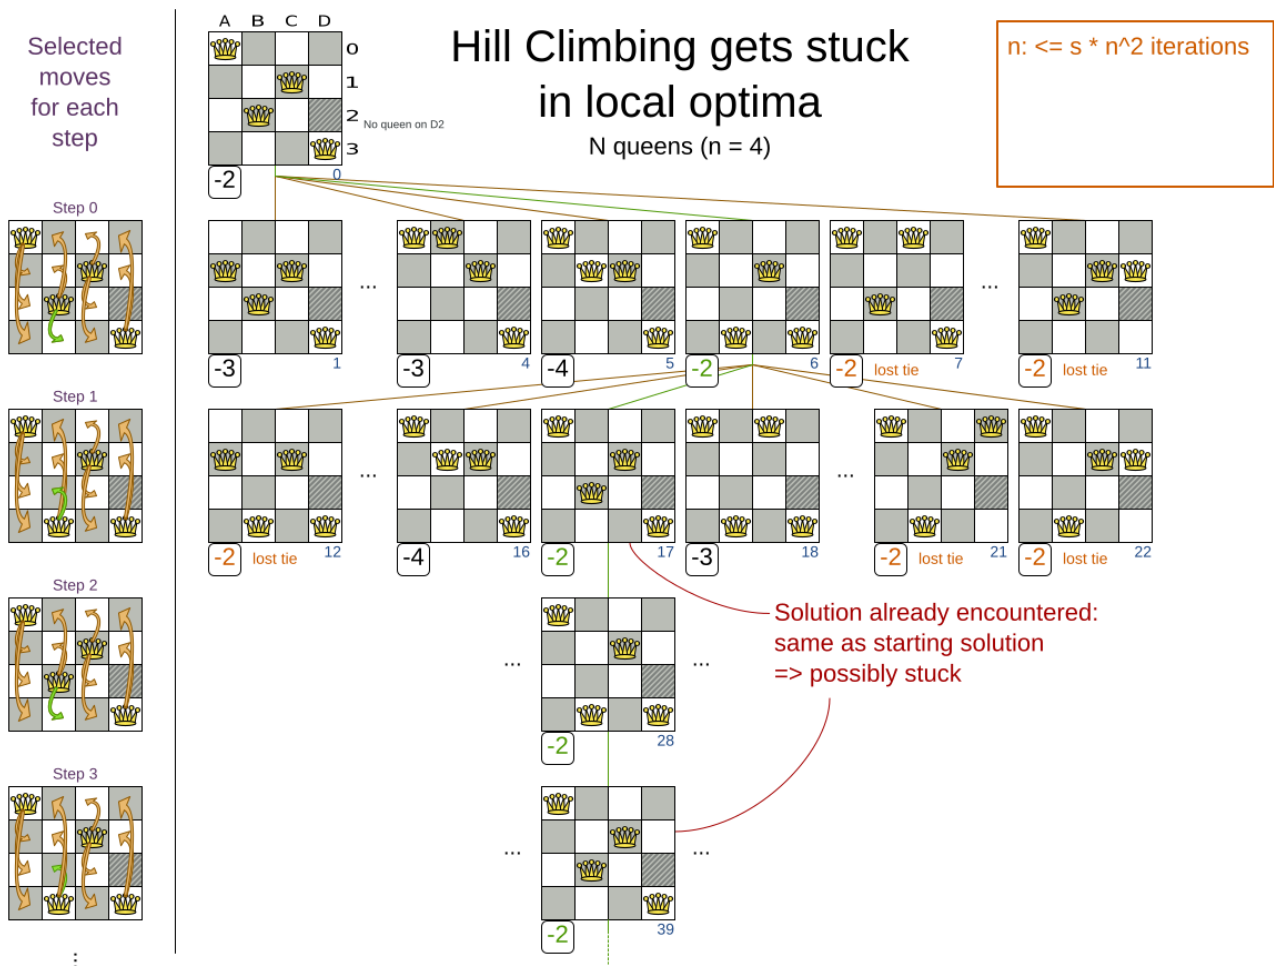 Selected
moves
for each
step
A B C D
0
1
2
3
No queen on D2
-2
0
Hill Climbing gets stuck
in local optima
N queens (n = 4)
n: <= s * n^2 iterations
Step 0
...
...
-3
1
-3
4
-4
5
-2
6
-2 lost tie
7
-2 lost tie
11
Step 1
...
...
-2 lost tie
12
-4
16
-2
17
-3
18
-2 lost tie
21
-2 lost tie
22
Solution already encountered:
same as starting solution
=> possibly stuck
Step 2
...
...
-2
28
Step 3
...
...
-2
39
...